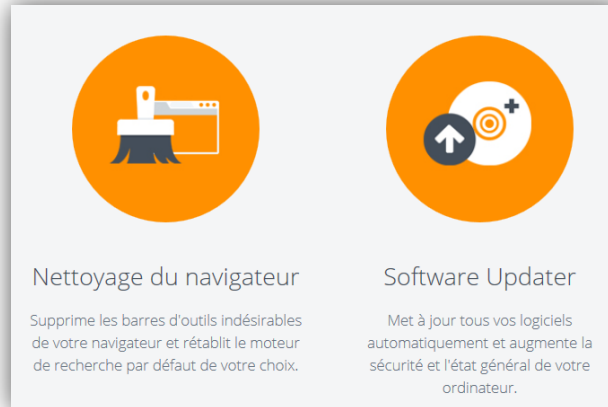 Nettoyage du navigateur
Supprime les barres d'outils indésirables
de votre navigateur et rétablit le moteur
de recherche par défaut de votre choix.
Software Updater
Met à jour tous vos logiciels
automatiquement et augmente la
sécurité et l'état général de votre
ordinateur.